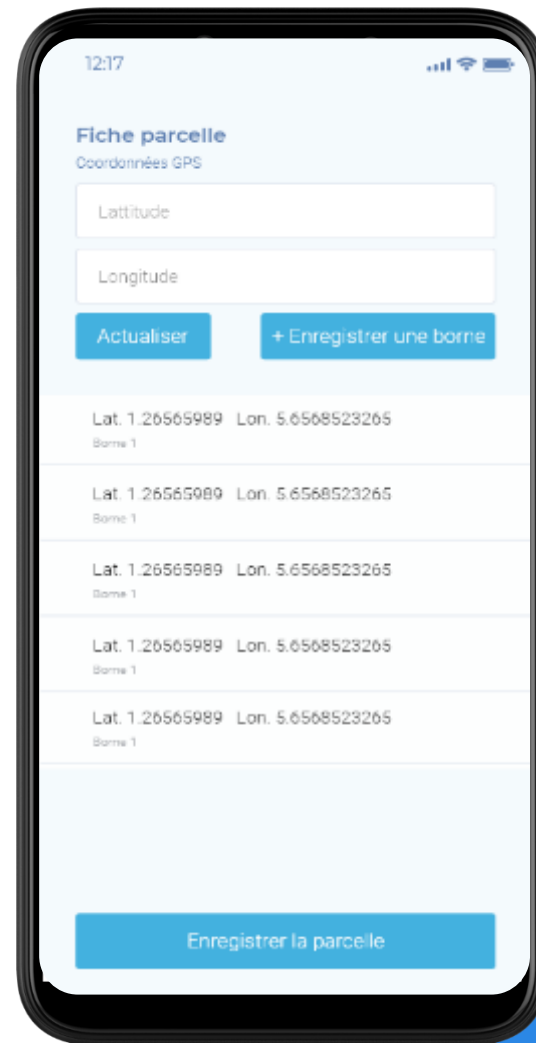 12:17
Fiche parcelle
Coordonnées GPS
Lattitude
Longitude
Actualiser + Enregistrer une borne
Lat. 1.26565989 Lon. 5.6568523265
Borne 1
Lat. 1.26565989 Lon. 5.6568523265
Borne 1
Lat. 1.26565989 Lon. 5.6568523265
Borne 1
Lat. 1.26565989 Lon. 5.6568523265
Borne 1
Lat. 1.26565989 Lon. 5.6568523265
Borne 1
Enregistrer la parcelle